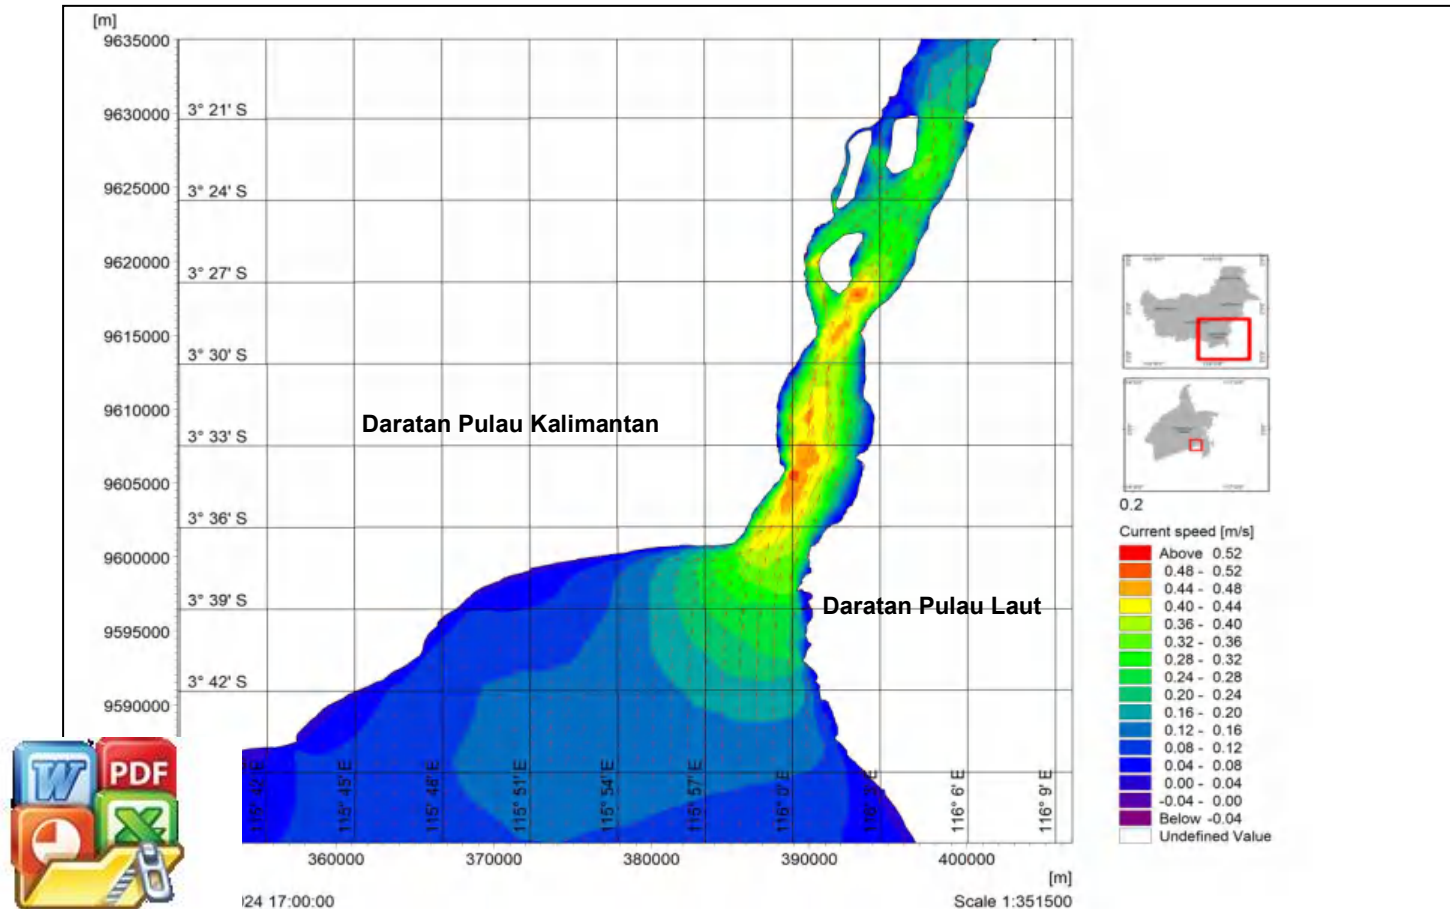 [m]
9635000
9630000
9625000
9620000
9615000
9610000
9605000
9600000
9595000
9590000
3° 21' S
3° 24' S
3° 27' S
3° 30' S
3° 33' S
3° 36' S
3° 39' S
3° 42' S
Daratan Pulau Kalimantan
Daratan Pulau Laut
115° 42' E
115° 45' E
115° 48' E
115° 51' E
115° 54' E
115° 57' E
116° 0' E
116° 3' E
116° 6' E
116° 9' E
360000
370000
380000
390000
400000
[m]
024 17:00:00
Scale 1:351500
0.2
Current speed [m/s]
Above 0.52
0.48 - 0.52
0.44 - 0.48
0.40 - 0.44
0.36 - 0.40
0.32 - 0.36
0.28 - 0.32
0.24 - 0.28
0.20 - 0.24
0.16 - 0.20
0.12 - 0.16
0.08 - 0.12
0.04 - 0.08
0.00 - 0.04
-0.04 - 0.00
Below -0.04
Undefined Value
W
PDF
X